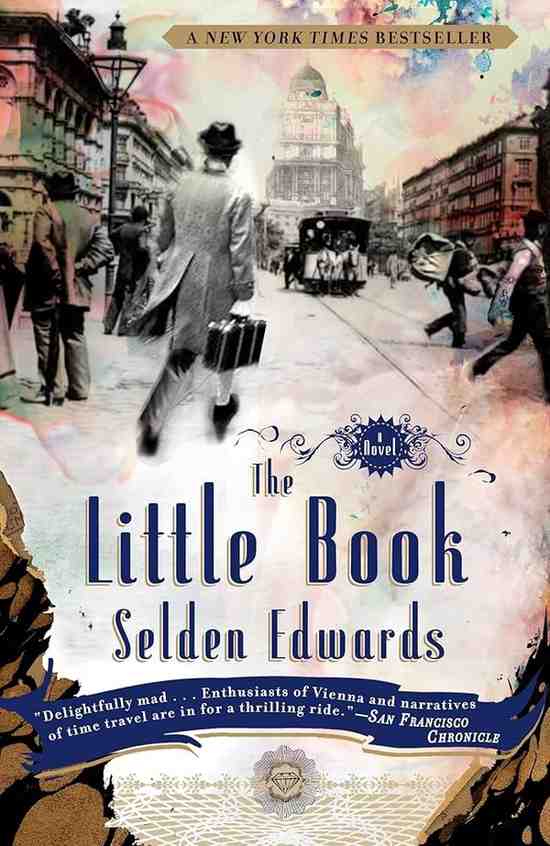 A NEW YORK TIMES BESTSELLER
a
Novel
The
Little Book
Selden Edwards
"Delightfully mad . . . Enthusiasts of Vienna and narratives
of time travel are in for a thrilling ride."—SAN FRANCISCO
CHRONICLE